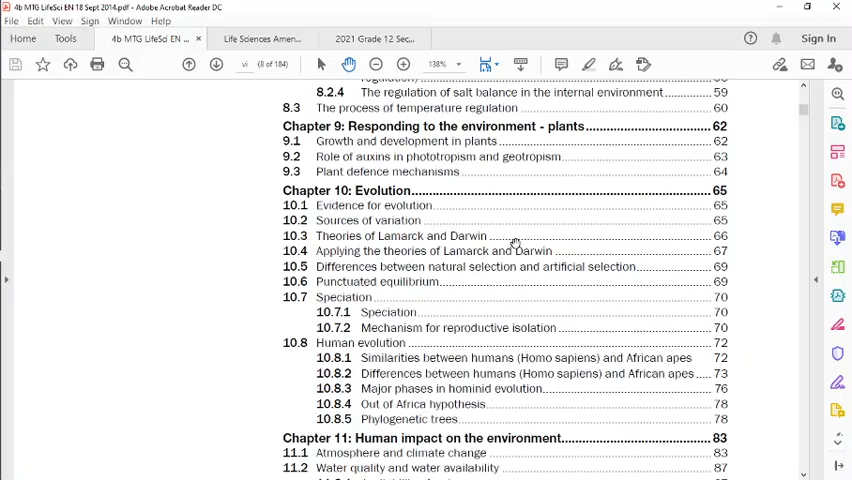 4b MTG LifeSci EN 18 Sept 2014.pdf - Adobe Acrobat Reader DC
File Edit View Sign Window Help
Home Tools 4b MTG LifeSci EN ... × Life Sciences Amen... 2021 Grade 12 Sec... Sign In
vi (8 of 184) 138%
8.2.4 The regulation of salt balance in the internal environment 59
8.3 The process of temperature regulation 60
Chapter 9: Responding to the environment - plants 62
9.1 Growth and development in plants 62
9.2 Role of auxins in phototropism and geotropism 63
9.3 Plant defence mechanisms 64
Chapter 10: Evolution 65
10.1 Evidence for evolution 65
10.2 Sources of variation 65
10.3 Theories of Lamarck and Darwin 66
10.4 Applying the theories of Lamarck and Darwin 67
10.5 Differences between natural selection and artificial selection 69
10.6 Punctuated equilibrium 69
10.7 Speciation 70
10.7.1 Speciation 70
10.7.2 Mechanism for reproductive isolation 70
10.8 Human evolution 72
10.8.1 Similarities between humans (Homo sapiens) and African apes 72
10.8.2 Differences between humans (Homo sapiens) and African apes 73
10.8.3 Major phases in hominid evolution 76
10.8.4 Out of Africa hypothesis 78
10.8.5 Phylogenetic trees 78
Chapter 11: Human impact on the environment 83
11.1 Atmosphere and climate change 83
11.2 Water quality and water availability 87